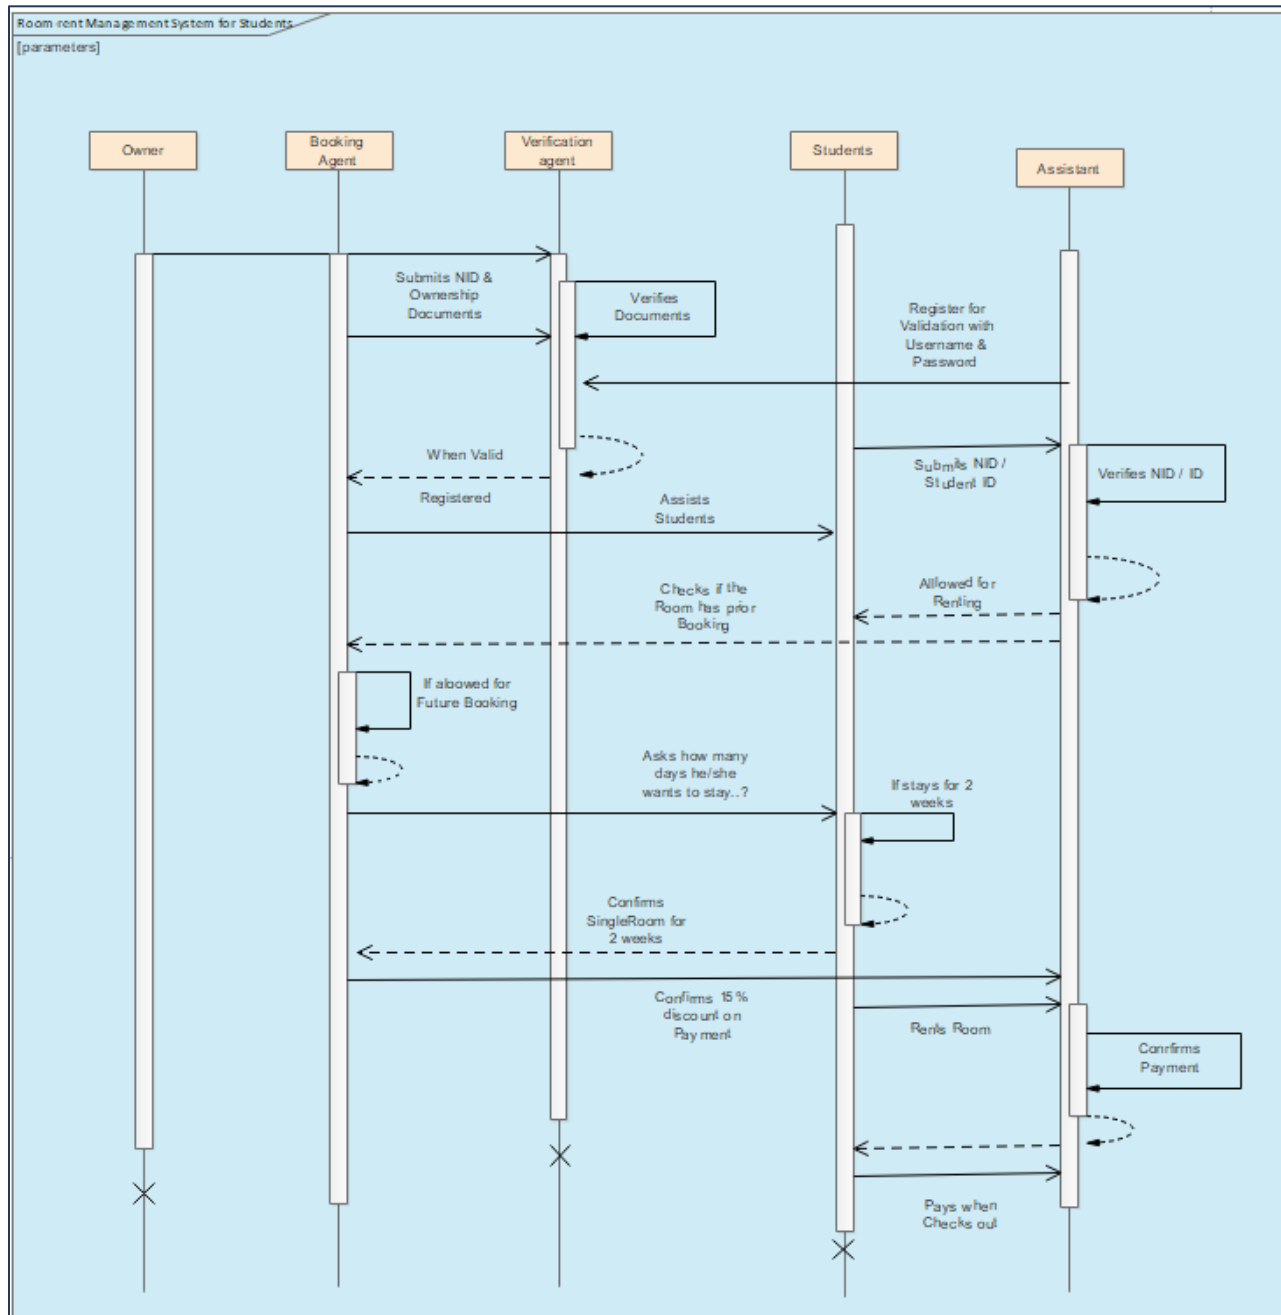 Room rent Management System for Students
[parameters]
Owner
Booking
Agent
Verification
agent
Students
Assistant
Submits NID &
Ownership
Documents
Verifies
Documents
Register for
Validation with
Username &
Password
When Valid
Registered
Assists
Students
Submits NID /
Student ID
Verifies NID / ID
Checks if the
Room has prior
Booking
Allowed for
Renting
If aloowed for
Future Booking
Asks how many
days he/she
wants to stay..?
If stays for 2
weeks
Confirms
SingleRoom for
2 weeks
Confirms 15%
discount on
Payment
Rents Room
Conrfirms
Payment
Pays when
Checks out